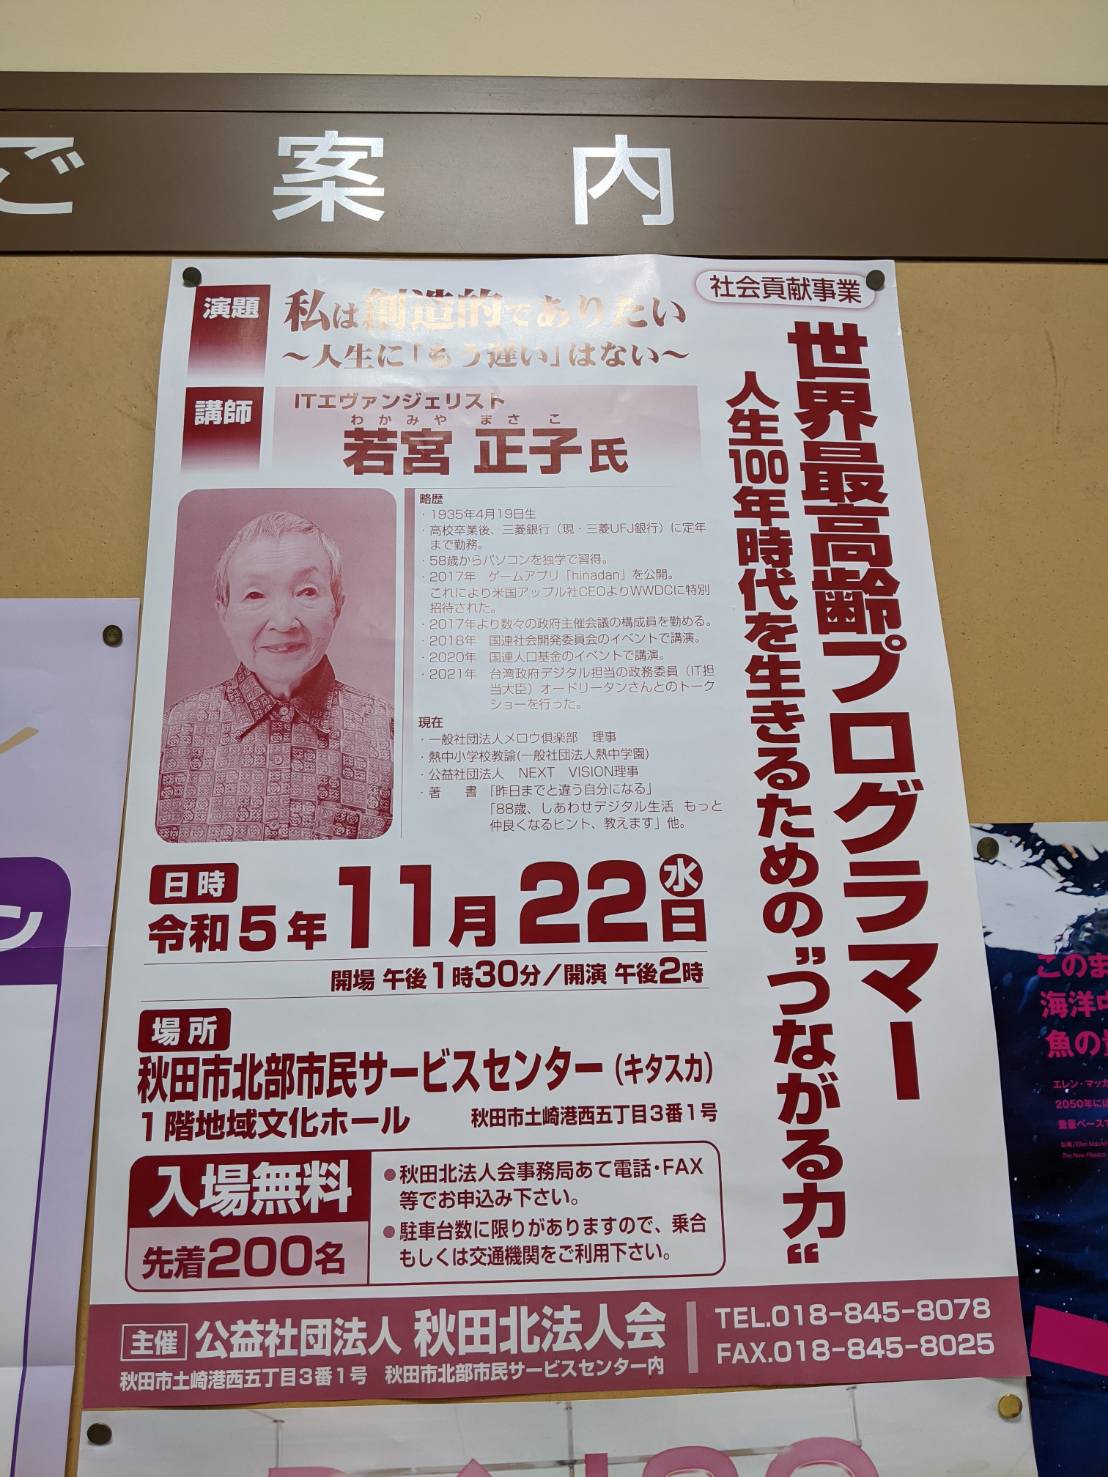 ご案内
社会貢献事業
世界最高齢プログラマー
人生100年時代を生きるための"つながる力"
演題
私は創造的でありたい
～人生に「もう遅い」はない～
講師
ITエヴァンジェリスト
わかみや まさこ
若宮 正子氏
略歴
・1935年4月19日生
・高校卒業後、三菱銀行（現・三菱UFJ銀行）に定年
まで勤務。
・58歳からパソコンを独学で習得。
・2017年 ゲームアプリ「hinadan」を公開。
これにより米国アップル社CEOよりWWDCに特別
招待された。
・2017年より数々の政府主催会議の構成員を勤める。
・2018年 国連社会開発委員会のイベントで講演。
・2020年 国連人口基金のイベントで講演。
・2021年 台湾政府デジタル担当の政務委員（IT担
当大臣）オードリータンさんとのトーク
ショーを行った。
現在
・一般社団法人メロウ倶楽部 理事
・熱中小学校教諭(一般社団法人熱中学園)
・公益社団法人 NEXT VISION理事
・著 書 「昨日までと違う自分になる」
「88歳、しあわせデジタル生活 もっと
仲良くなるヒント、教えます」他。
日時
令和5年11月22日
水
開場 午後1時30分／開演 午後2時
場所
秋田市北部市民サービスセンター（キタスカ）
1階地域文化ホール 秋田市土崎港西五丁目3番1号
入場無料
先着200名
●秋田北法人会事務局あて電話・FAX
等でお申込み下さい。
●駐車台数に限りがありますので、乗合
もしくは交通機関をご利用下さい。
主催 公益社団法人 秋田北法人会
秋田市土崎港西五丁目3番1号 秋田市北部市民サービスセンター内
TEL.018-845-8078
FAX.018-845-8025
ン
このま
海洋
魚の
エレン・マッカ
2050年に
重量ベースで